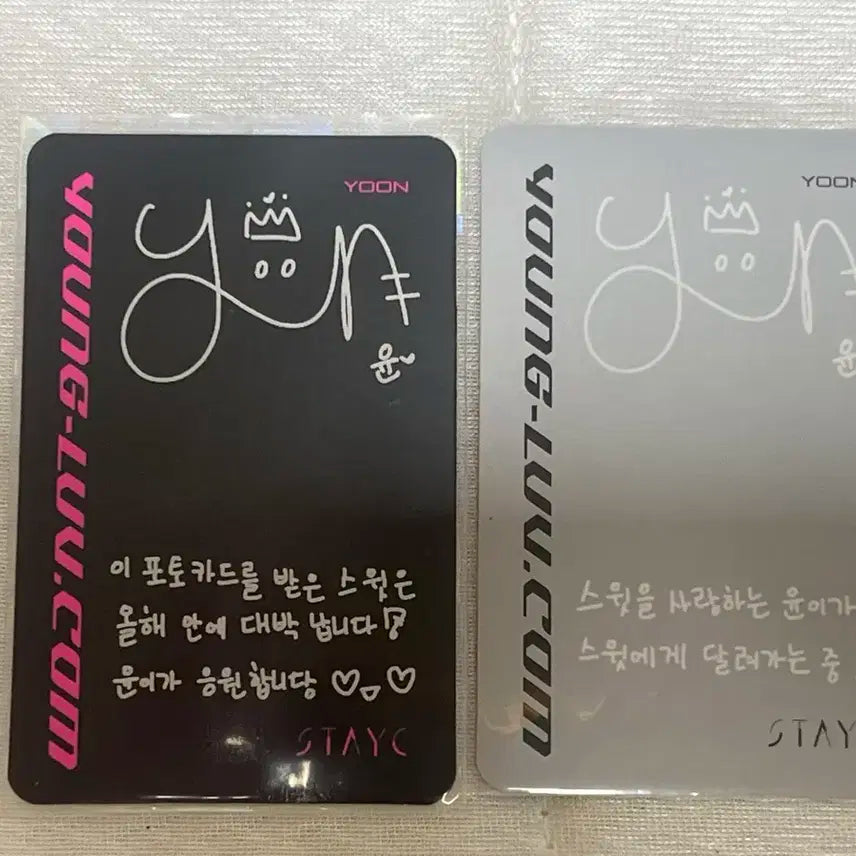 YOUNG-LUV.COM
YOON
yoon
윤
이 포토카드를 받은 스윗은
올해 안에 대박 납니다!
윤이가 응원합니다 ♡▽♡
STAYC
YOUNG-LUV.COM
YOON
윤
스윗을 사랑하는 윤이가
스윗에게 달려가는 중
STAY